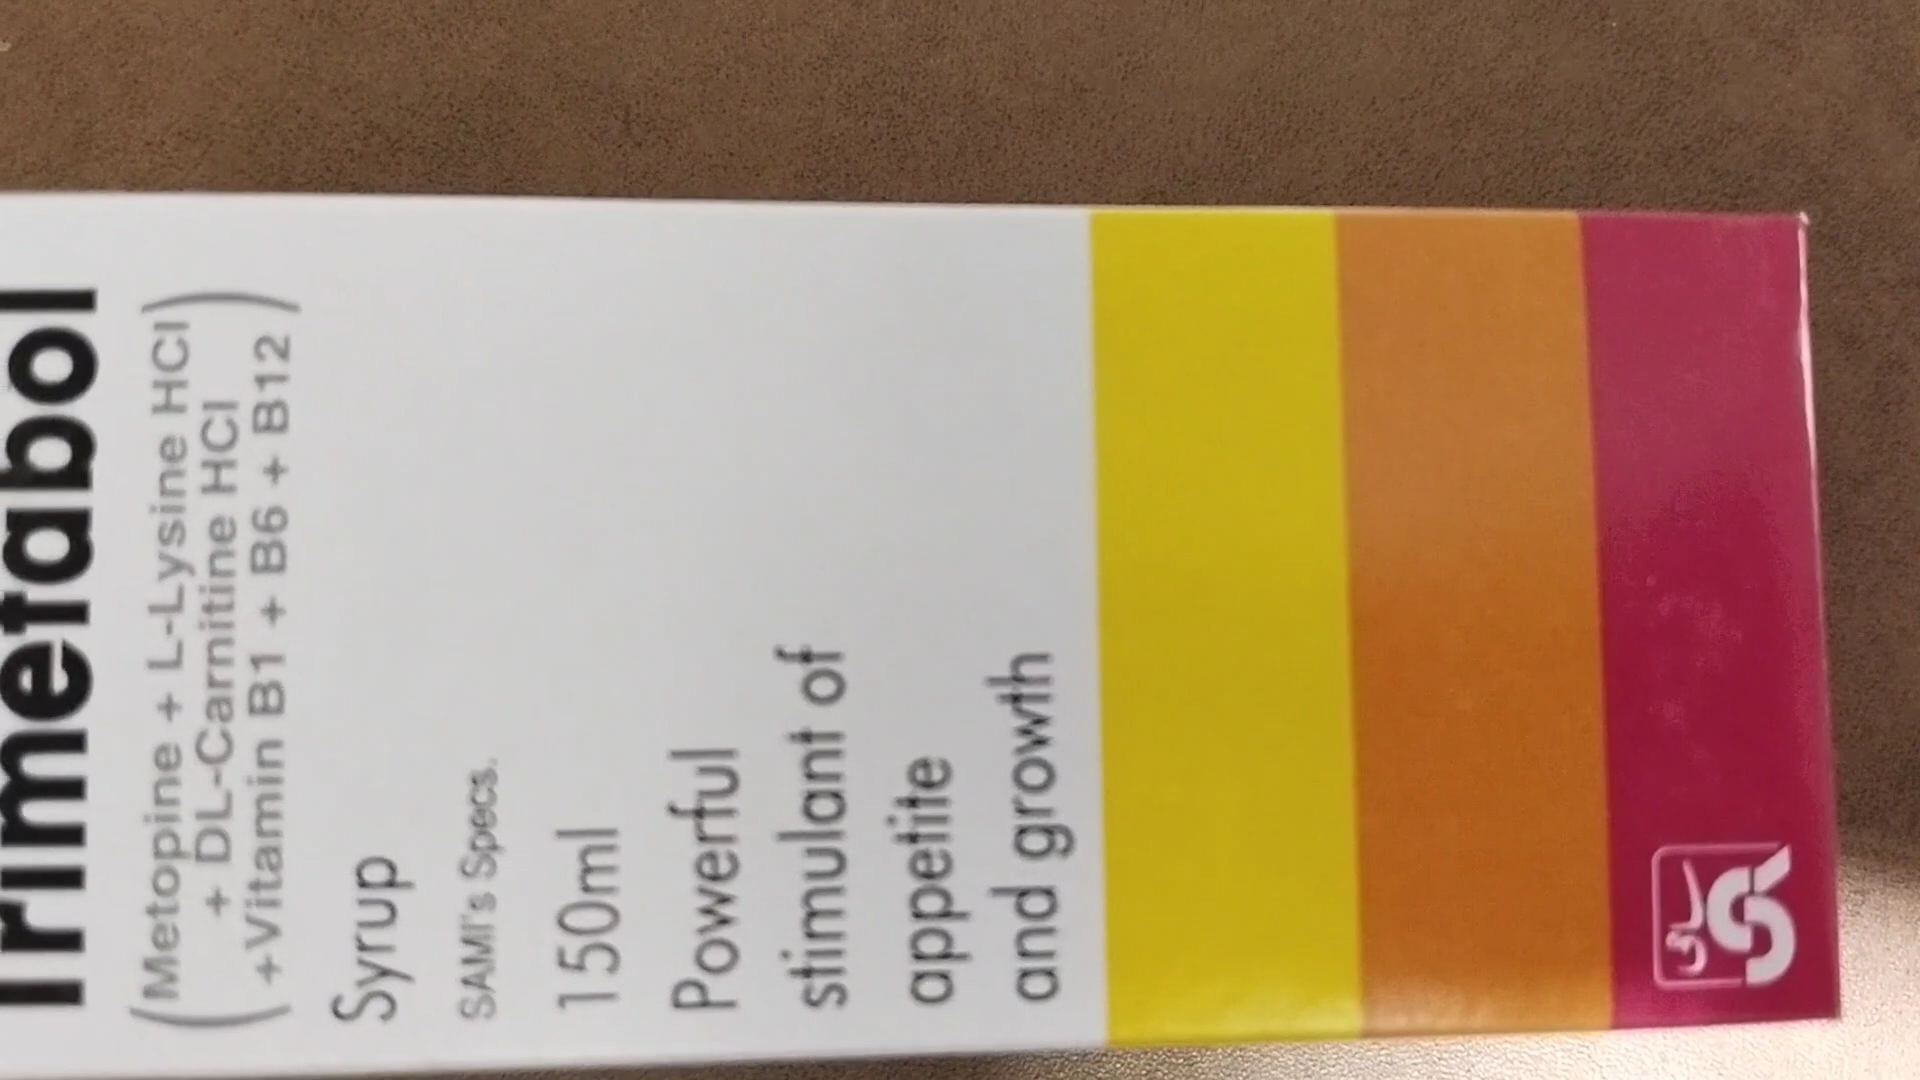 Trimetabol
(Metopine + L-Lysine HCl)
+ DL-Carnitine HCl
(+Vitamin B1 + B6 + B12)
Syrup
SAMI's Specs.
150ml
Powerful
stimulant of
appetite
and growth
سامی